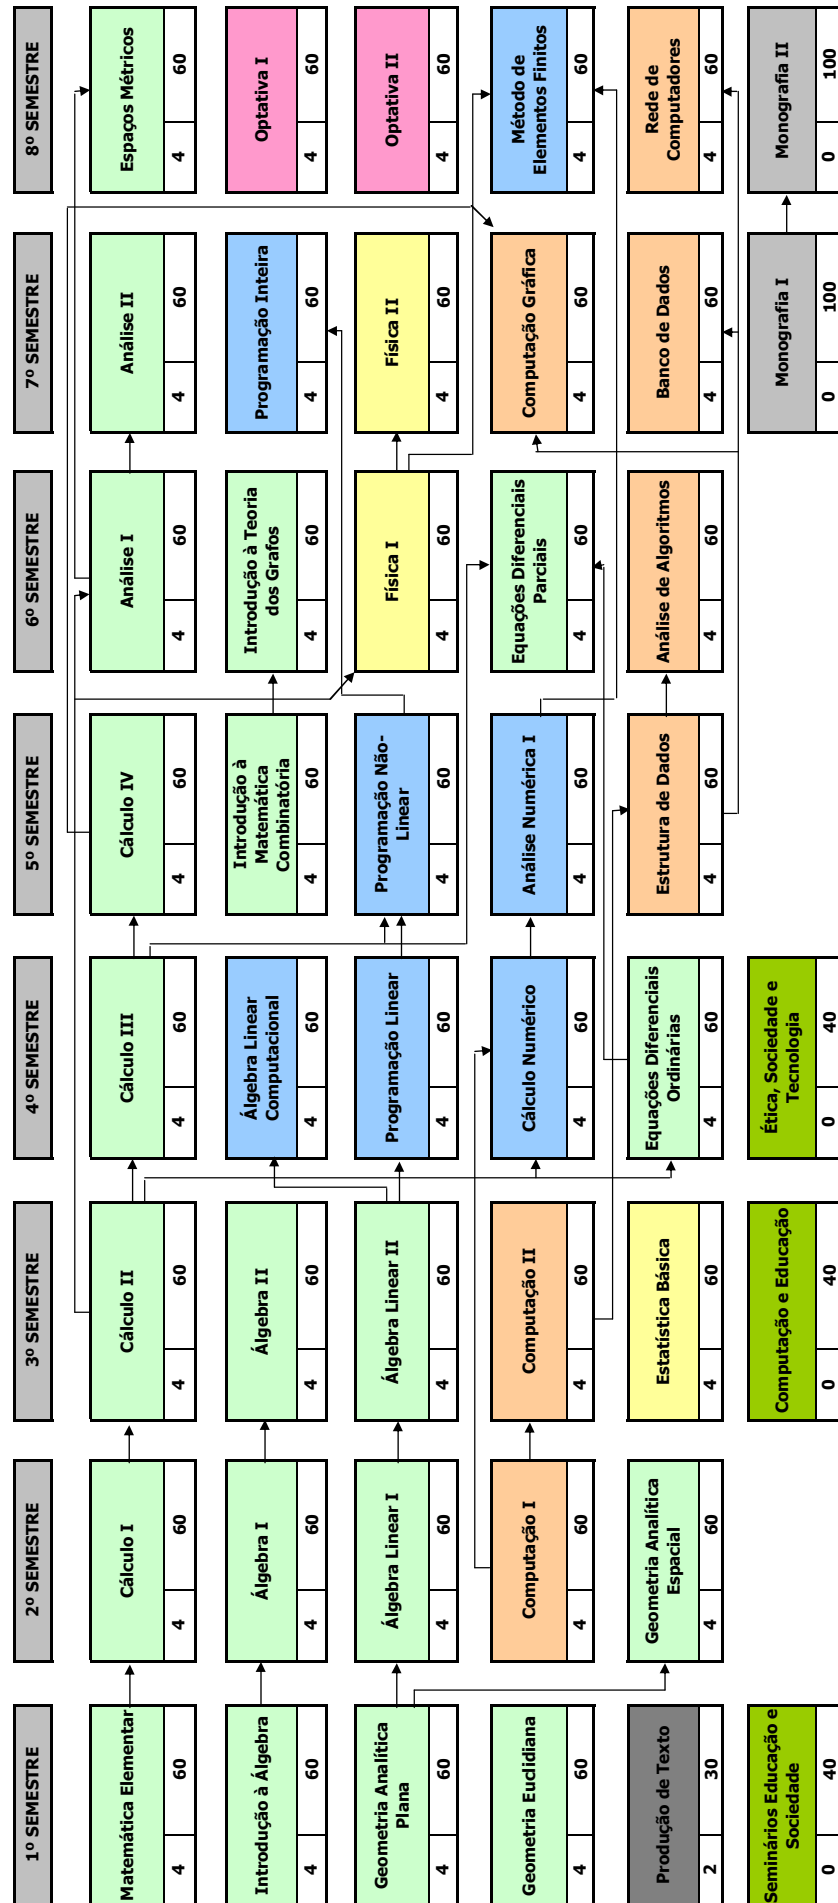 1º SEMESTRE
Matemática Elementar
4 60
Introdução à Álgebra
4 60
Geometria Analítica
Plana
4 60
Geometria Euclidiana
4 60
Produção de Texto
2 30
Seminários Educação e
Sociedade
0 40
2º SEMESTRE
Cálculo I
4 60
Álgebra I
4 60
Álgebra Linear I
4 60
Computação I
4 60
Geometria Analítica
Espacial
4 60
3º SEMESTRE
Cálculo II
4 60
Álgebra II
4 60
Álgebra Linear II
4 60
Computação II
4 60
Estatística Básica
4 60
Computação e Educação
0 40
4º SEMESTRE
Cálculo III
4 60
Álgebra Linear
Computacional
4 60
Programação Linear
4 60
Cálculo Numérico
4 60
Equações Diferenciais
Ordinárias
4 60
Ética, Sociedade e
Tecnologia
0 40
5º SEMESTRE
Cálculo IV
4 60
Introdução à
Matemática
Combinatória
4 60
Programação Não-
Linear
4 60
Análise Numérica I
4 60
Estrutura de Dados
4 60
6º SEMESTRE
Análise I
4 60
Introdução à Teoria
dos Grafos
4 60
Física I
4 60
Equações Diferenciais
Parciais
4 60
Análise de Algoritmos
4 60
7º SEMESTRE
Análise II
4 60
Programação Inteira
4 60
Física II
4 60
Computação Gráfica
4 60
Banco de Dados
4 60
Monografia I
0 100
8º SEMESTRE
Espaços Métricos
4 60
Optativa I
4 60
Optativa II
4 60
Método de
Elementos Finitos
4 60
Rede de
Computadores
4 60
Monografia II
0 100